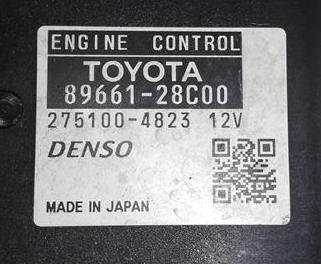 ENGINE CONTROL
TOYOTA
89661-28C00
275100-4823 12V
DENSO
MADE IN JAPAN